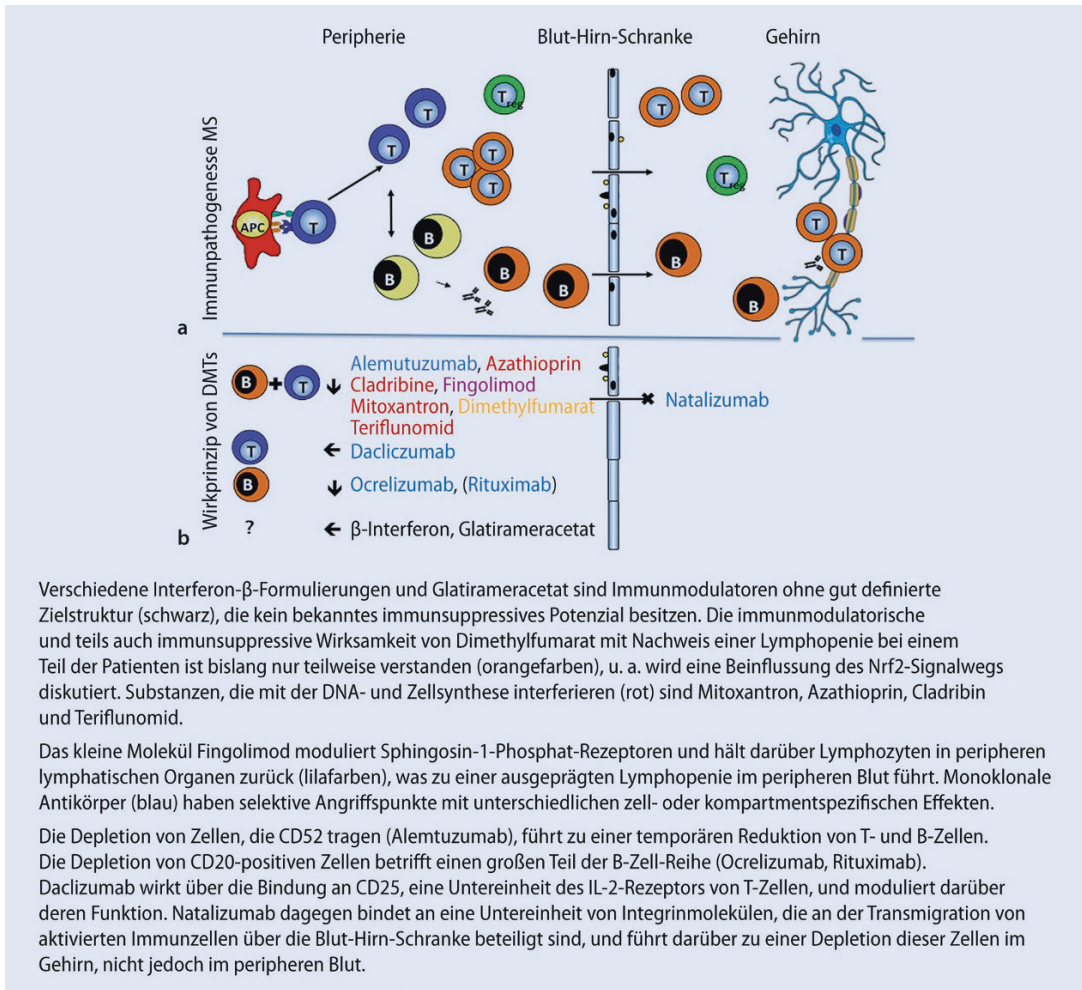 Peripherie
Blut-Hirn-Schranke
Gehirn
Immunpathogenesse MS
T
T
T reg
T
T
T
T
T
T reg
APC
T
B
B
B
B
B
T
T
B
a
Wirkprinzip von DMTs
B + T
Alemutuzumab, Azathioprin
Cladribine, Fingolimod
Mitoxantron, Dimethylfumarat
Teriflunomid
Natalizumab
T
Dacliczumab
B
Ocrelizumab, (Rituximab)
?
β-Interferon, Glatirameracetat
b
Verschiedene Interferon-β-Formulierungen und Glatirameracetat sind Immunmodulatoren ohne gut definierte
Zielstruktur (schwarz), die kein bekanntes immunsuppressives Potenzial besitzen. Die immunmodulatorische
und teils auch immunsuppressive Wirksamkeit von Dimethylfumarat mit Nachweis einer Lymphopenie bei einem
Teil der Patienten ist bislang nur teilweise verstanden (orangefarben), u. a. wird eine Beinflussung des Nrf2-Signalwegs
diskutiert. Substanzen, die mit der DNA- und Zellsynthese interferieren (rot) sind Mitoxantron, Azathioprin, Cladribin
und Teriflunomid.
Das kleine Molekül Fingolimod moduliert Sphingosin-1-Phosphat-Rezeptoren und hält darüber Lymphozyten in peripheren
lymphatischen Organen zurück (lilafarben), was zu einer ausgeprägten Lymphopenie im peripheren Blut führt. Monoklonale
Antikörper (blau) haben selektive Angriffspunkte mit unterschiedlichen zell- oder kompartmentspezifischen Effekten.
Die Depletion von Zellen, die CD52 tragen (Alemtuzumab), führt zu einer temporären Reduktion von T- und B-Zellen.
Die Depletion von CD20-positiven Zellen betrifft einen großen Teil der B-Zell-Reihe (Ocrelizumab, Rituximab).
Daclizumab wirkt über die Bindung an CD25, eine Untereinheit des IL-2-Rezeptors von T-Zellen, und moduliert darüber
deren Funktion. Natalizumab dagegen bindet an eine Untereinheit von Integrinmolekülen, die an der Transmigration von
aktivierten Immunzellen über die Blut-Hirn-Schranke beteiligt sind, und führt darüber zu einer Depletion dieser Zellen im
Gehirn, nicht jedoch im peripheren Blut.